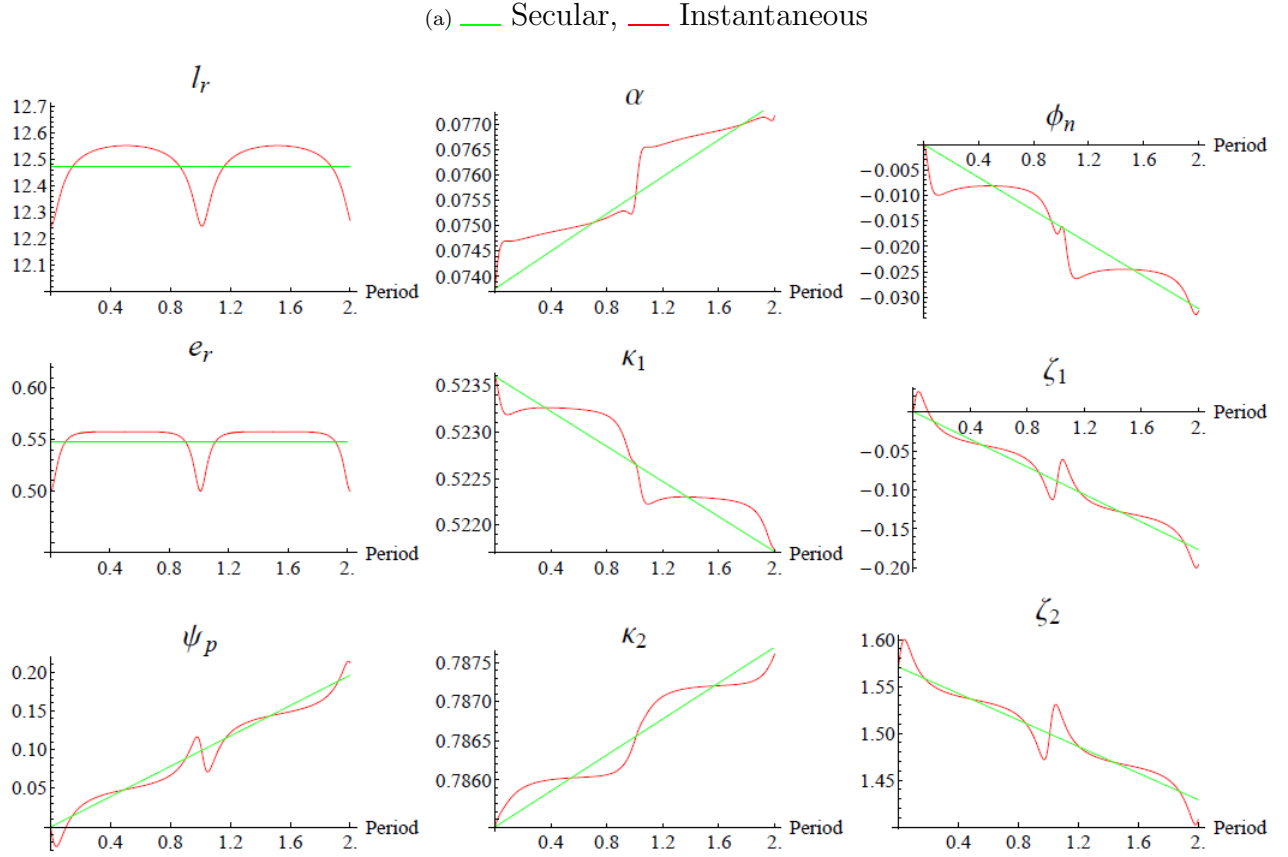 (a) Secular, Instantaneous
l_r
12.7
12.6
12.5
12.4
12.3
12.2
12.1
0.4 0.8 1.2 1.6 2. Period
α
0.0770
0.0765
0.0760
0.0755
0.0750
0.0745
0.0740
0.4 0.8 1.2 1.6 2. Period
ϕ_n
0.4 0.8 1.2 1.6 2. Period
−0.005
−0.010
−0.015
−0.020
−0.025
−0.030
e_r
0.60
0.55
0.50
0.4 0.8 1.2 1.6 2. Period
κ_1
0.5235
0.5230
0.5225
0.5220
0.4 0.8 1.2 1.6 2. Period
ζ_1
0.4 0.8 1.2 1.6 2. Period
−0.05
−0.10
−0.15
−0.20
ψ_p
0.20
0.15
0.10
0.05
0.4 0.8 1.2 1.6 2. Period
κ_2
0.7875
0.7870
0.7865
0.7860
0.4 0.8 1.2 1.6 2. Period
ζ_2
1.60
1.55
1.50
1.45
0.4 0.8 1.2 1.6 2. Period